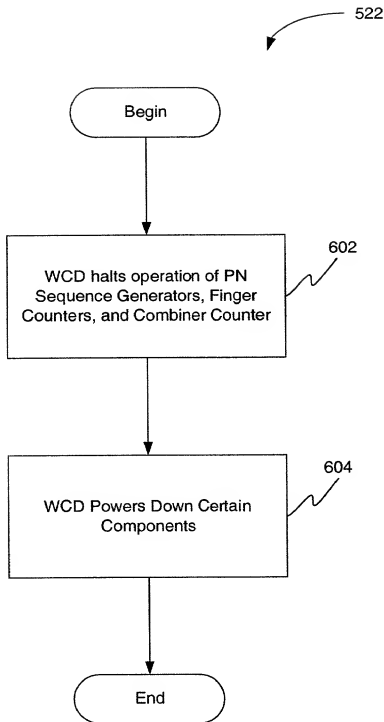 522
Begin
WCD halts operation of PN
Sequence Generators, Finger
Counters, and Combiner Counter
602
WCD Powers Down Certain
Components
604
End